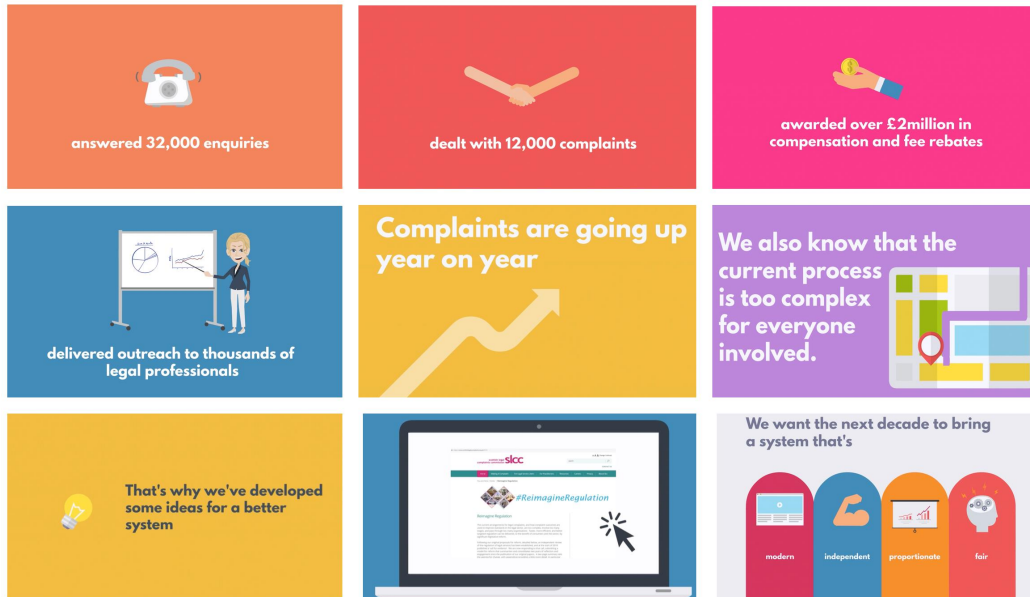 answered 32,000 enquiries
dealt with 12,000 complaints
awarded over £2million in
compensation and fee rebates
delivered outreach to thousands of
legal professionals
Complaints are going up
year on year
We also know that the
current process
is too complex
for everyone
involved.
That's why we've developed
some ideas for a better
system
slcc
#ReimagineRegulation
Reimagine Regulation
We want the next decade to bring
a system that's
modern
independent
proportionate
fair